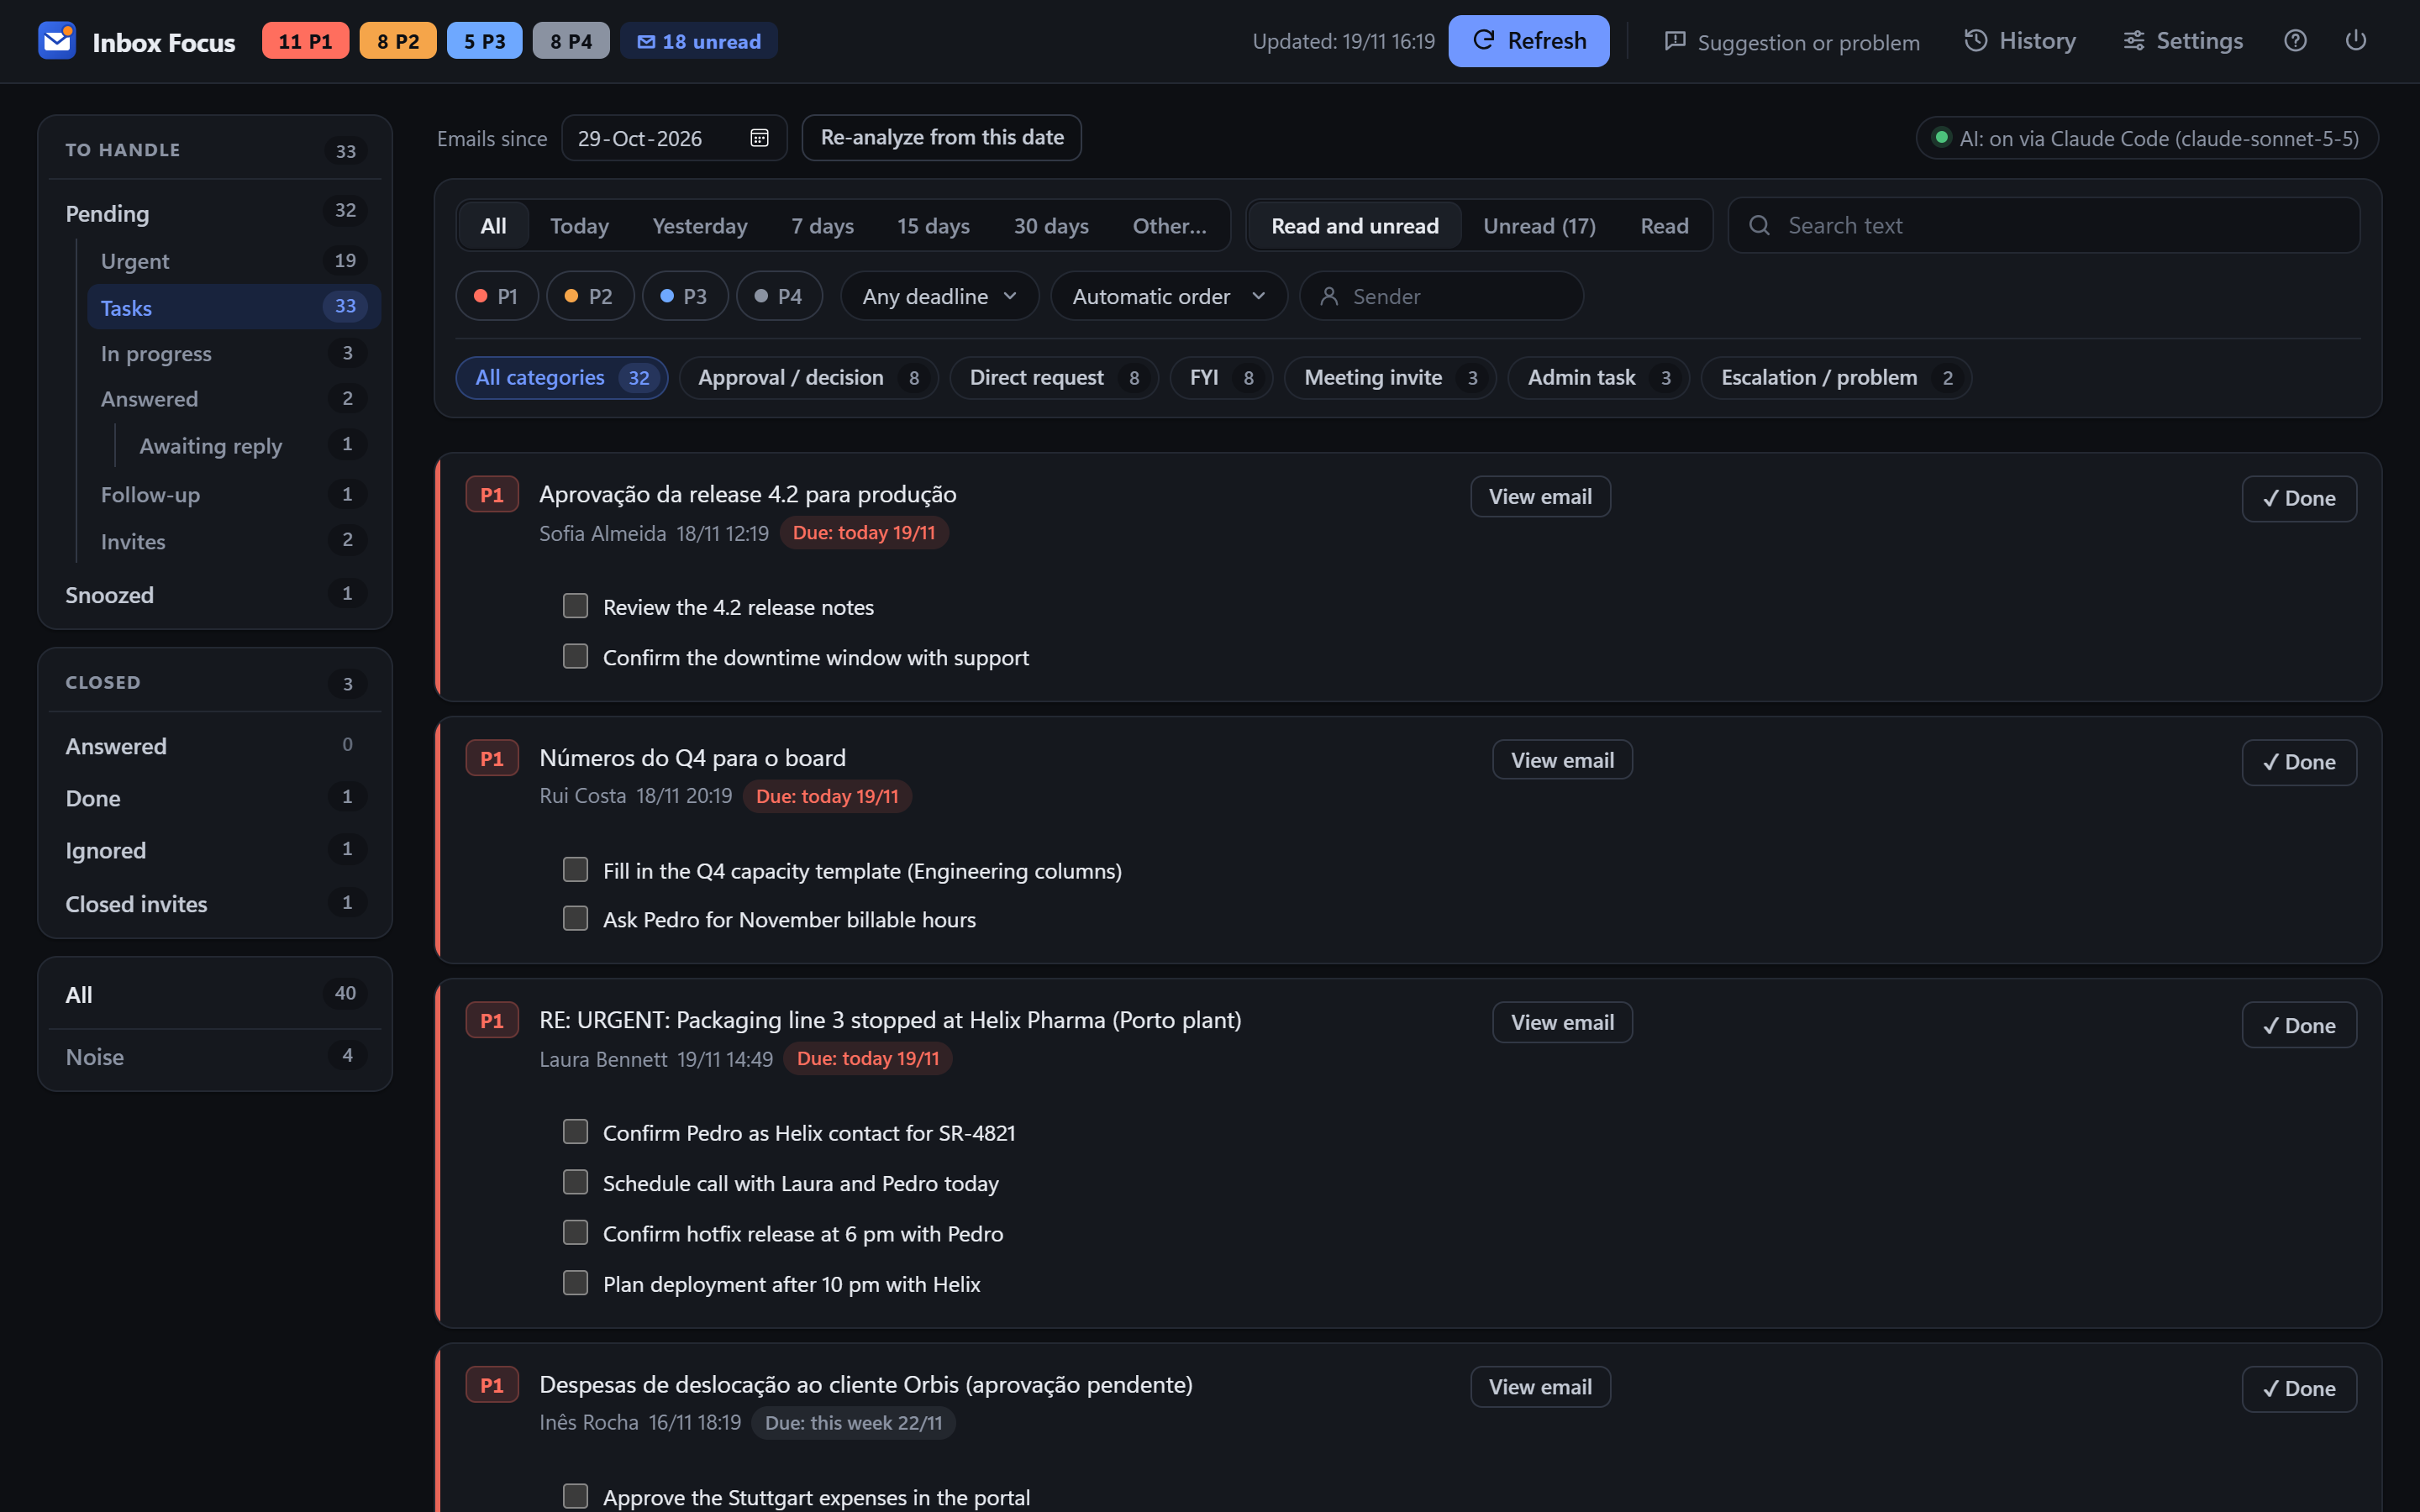 Inbox Focus 11 P1 8 P2 5 P3 8 P4 18 unread Updated: 19/11 16:19 Refresh Suggestion or problem History Settings
TO HANDLE 33
Pending 32
Urgent 19
Tasks 33
In progress 3
Answered 2
Awaiting reply 1
Follow-up 1
Invites 2
Snoozed 1
CLOSED 3
Answered 0
Done 1
Ignored 1
Closed invites 1
All 40
Noise 4
Emails since 29-Oct-2026 Re-analyze from this date AI: on via Claude Code (claude-sonnet-5-5)
All Today Yesterday 7 days 15 days 30 days Other... Read and unread Unread (17) Read Search text
P1 P2 P3 P4 Any deadline Automatic order Sender
All categories 32 Approval / decision 8 Direct request 8 FYI 8 Meeting invite 3 Admin task 3 Escalation / problem 2
P1 Aprovação da release 4.2 para produção View email ✓ Done
Sofia Almeida 18/11 12:19 Due: today 19/11
Review the 4.2 release notes
Confirm the downtime window with support
P1 Números do Q4 para o board View email ✓ Done
Rui Costa 18/11 20:19 Due: today 19/11
Fill in the Q4 capacity template (Engineering columns)
Ask Pedro for November billable hours
P1 RE: URGENT: Packaging line 3 stopped at Helix Pharma (Porto plant) View email ✓ Done
Laura Bennett 19/11 14:49 Due: today 19/11
Confirm Pedro as Helix contact for SR-4821
Schedule call with Laura and Pedro today
Confirm hotfix release at 6 pm with Pedro
Plan deployment after 10 pm with Helix
P1 Despesas de deslocação ao cliente Orbis (aprovação pendente) View email ✓ Done
Inês Rocha 16/11 18:19 Due: this week 22/11
Approve the Stuttgart expenses in the portal